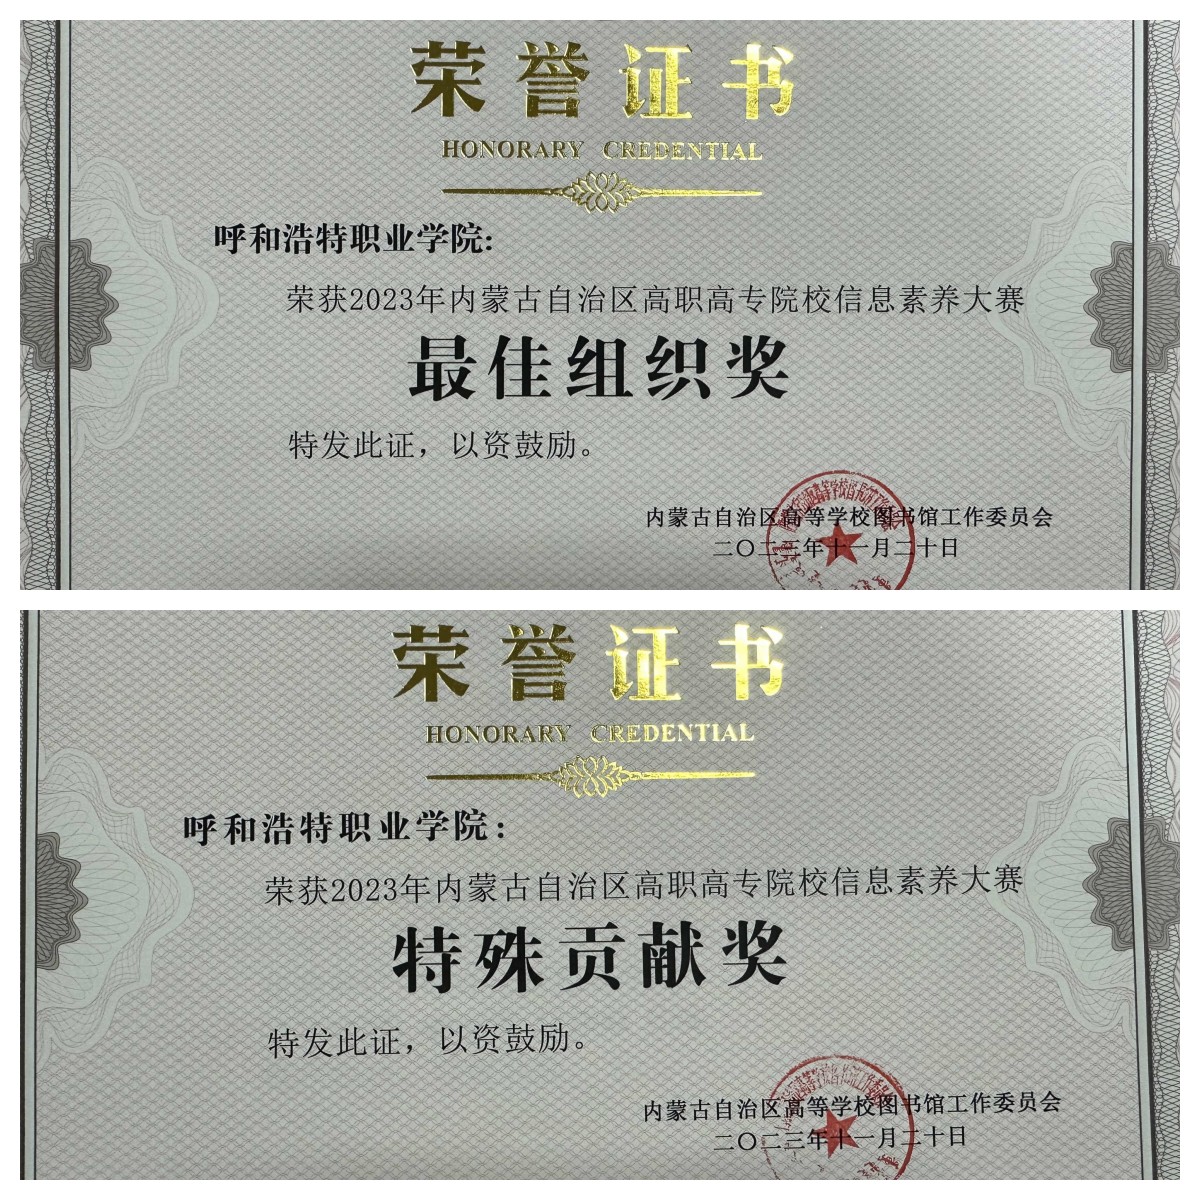 荣誉证书
HONORARY CREDENTIAL
呼和浩特职业学院:
荣获2023年内蒙古自治区高职高专院校信息素养大赛
最佳组织奖
特发此证，以资鼓励。
内蒙古自治区高等学校图书馆工作委员会
二〇二三年十一月二十日
荣誉证书
HONORARY CREDENTIAL
呼和浩特职业学院：
荣获2023年内蒙古自治区高职高专院校信息素养大赛
特殊贡献奖
特发此证，以资鼓励。
内蒙古自治区高等学校图书馆工作委员会
二〇二三年十一月二十日